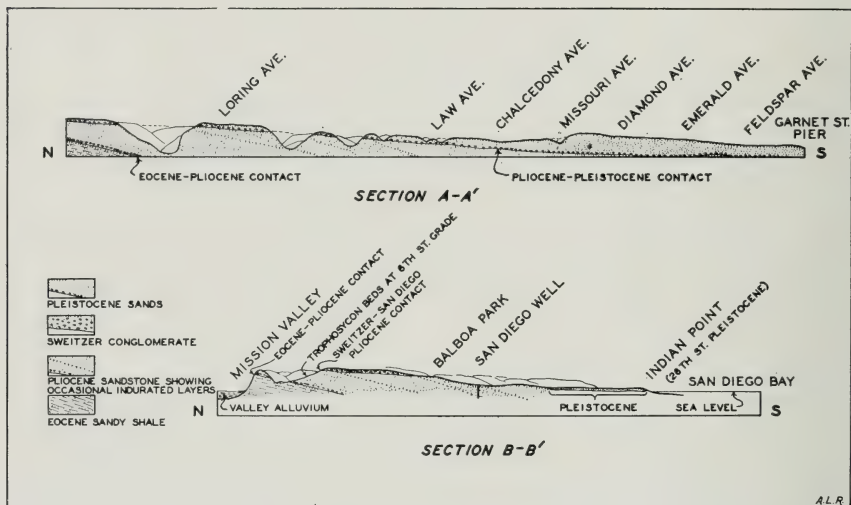 LORING AVE.
LAW AVE.
CHALCEDONY AVE.
MISSOURI AVE.
DIAMOND AVE.
EMERALD AVE.
FELDSPAR AVE.
GARNET ST.
PIER
N
S
EOCENE-PLIOCENE CONTACT
PLIOCENE-PLEISTOCENE CONTACT
SECTION A-A'
PLEISTOCENE SANDS
SWEITZER CONGLOMERATE
PLIOCENE SANDSTONE SHOWING
OCCASIONAL INDURATED LAYERS
EOCENE SANDY SHALE
MISSION VALLEY
EOCENE-PLIOCENE CONTACT
TROPHOSYCON BEDS AT 6TH ST. GRADE
SWEITZER-SAN DIEGO
PLIOCENE CONTACT
BALBOA PARK
SAN DIEGO WELL
INDIAN POINT
(26TH ST. PLEISTOCENE)
SAN DIEGO BAY
N
VALLEY ALLUVIUM
PLEISTOCENE
SEA LEVEL
S
SECTION B-B'
A.L.R.